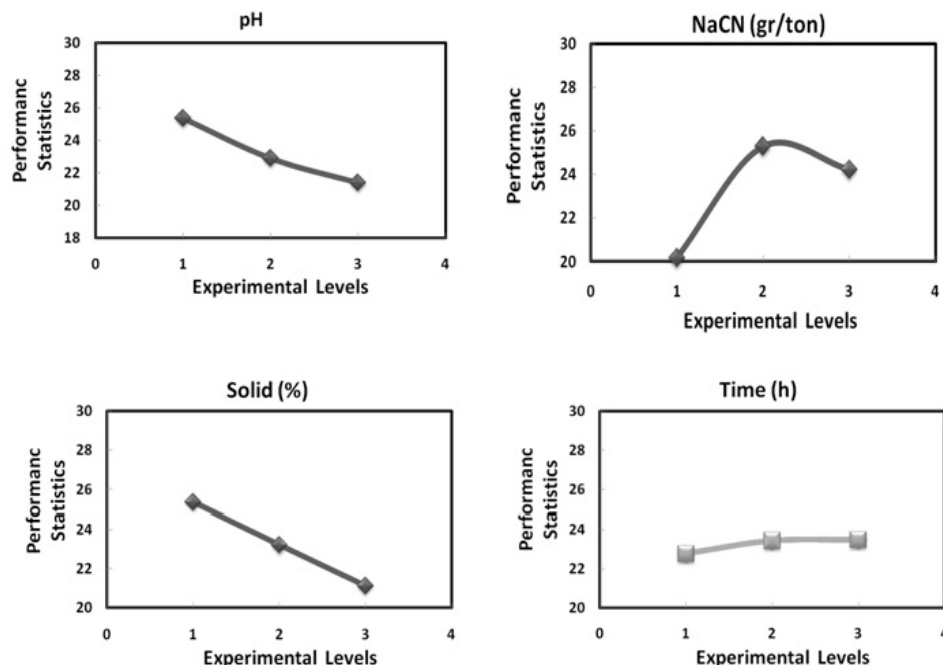 pH
30
28
26
24
22
20
18
0 1 2 3 4
Performanc
Statistics
Experimental Levels
NaCN (gr/ton)
30
28
26
24
22
20
0 1 2 3 4
Performanc
Statistics
Experimental Levels
Solid (%)
30
28
26
24
22
20
0 1 2 3 4
Performanc
Statistics
Experimental Levels
Time (h)
30
28
26
24
22
20
0 1 2 3 4
Performanc
Statistics
Experimental Levels